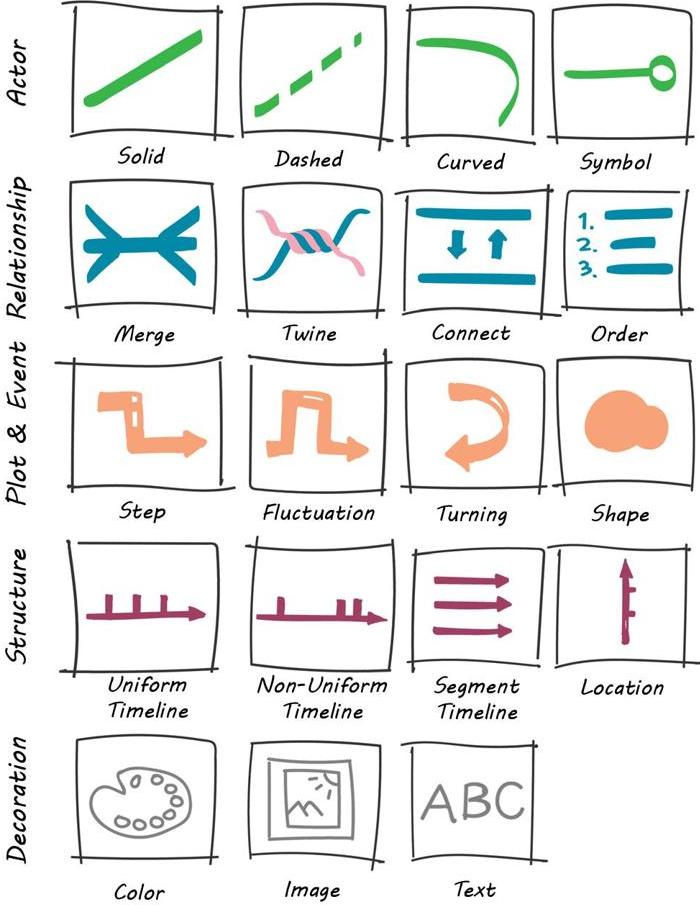 Actor
Solid
Dashed
Curved
Symbol
Relationship
1.
2.
3.
Merge
Twine
Connect
Order
Plot & Event
Step
Fluctuation
Turning
Shape
Structure
Uniform
Timeline
Non-Uniform
Timeline
Segment
Timeline
Location
Decoration
ABC
Color
Image
Text